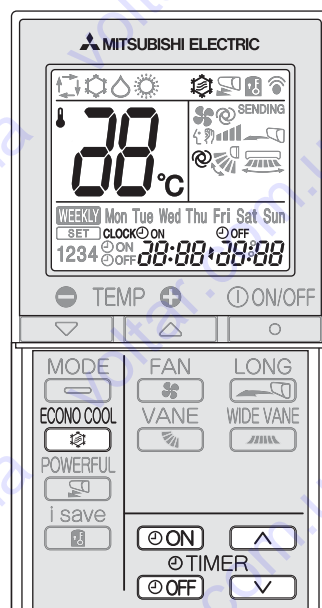 MITSUBISHI ELECTRIC
SENDING
88°C
WEEKLY Mon Tue Wed Thu Fri Sat Sun
SET CLOCK ON OFF
1234 ON OFF 88:88 88:88
TEMP ON/OFF
MODE FAN LONG
ECONO COOL VANE WIDE VANE
POWERFUL
i save
ON
TIMER
OFF